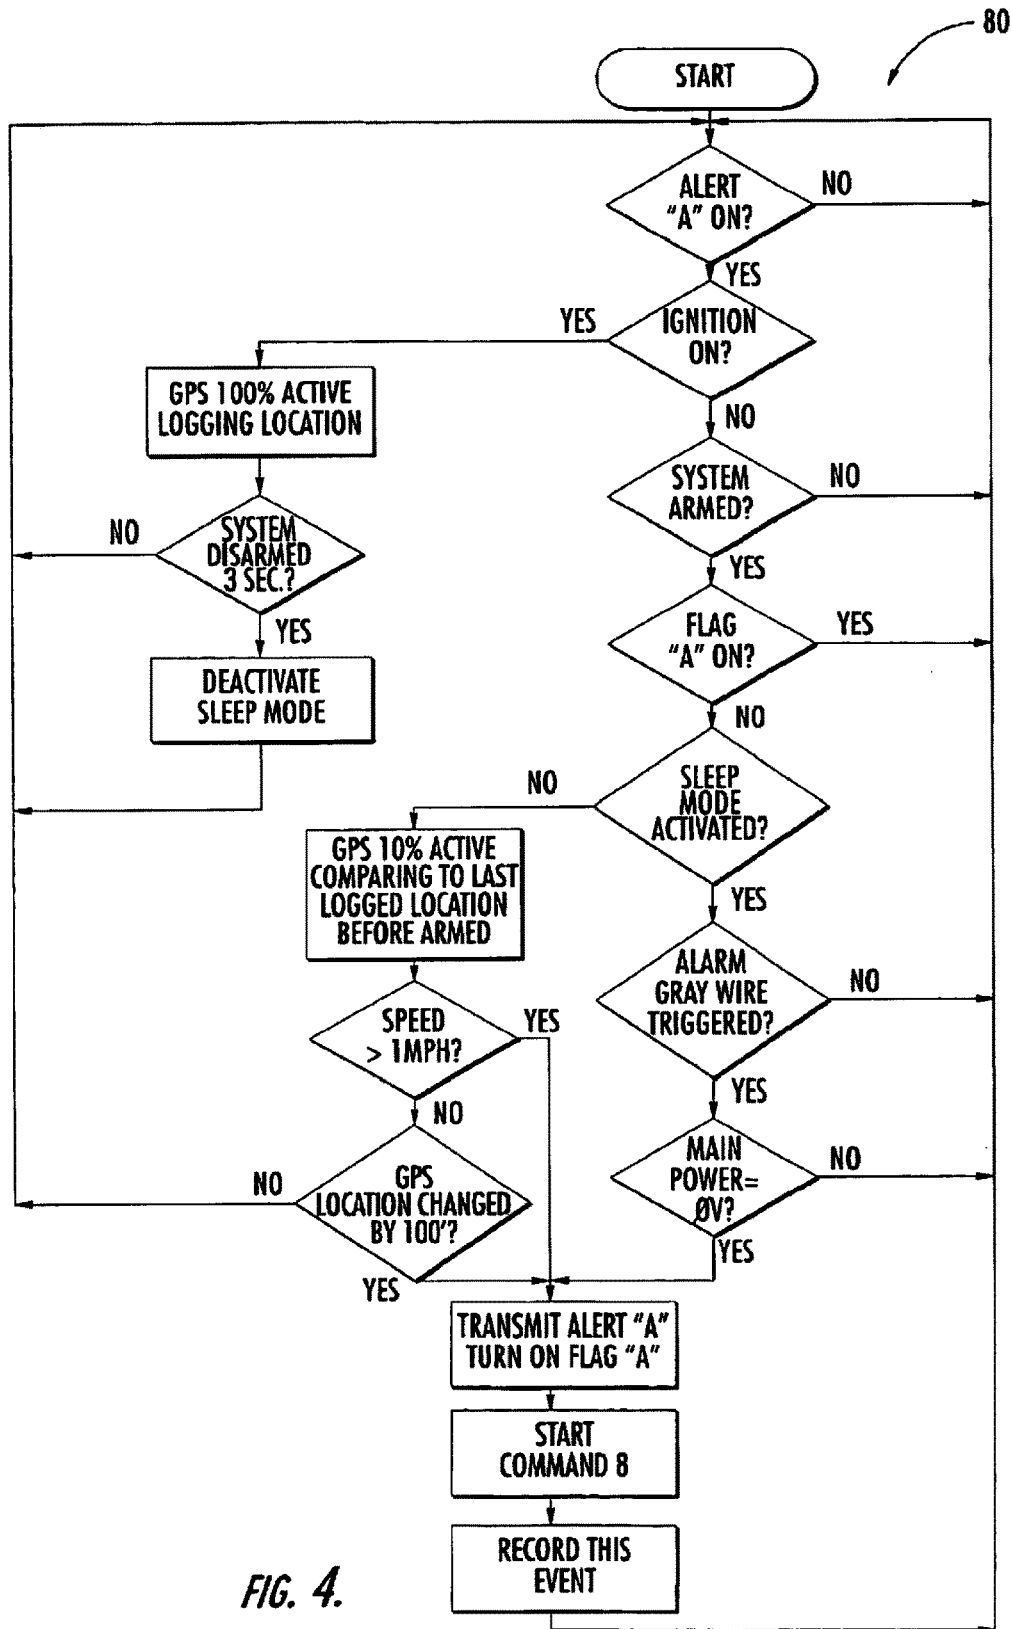 80
START
ALERT
“A” ON?
NO
YES
IGNITION
ON?
YES
NO
GPS 100% ACTIVE
LOGGING LOCATION
SYSTEM
ARMED?
NO
YES
SYSTEM
DISARMED
3 SEC.?
NO
YES
FLAG
“A” ON?
YES
NO
DEACTIVATE
SLEEP MODE
SLEEP
MODE
ACTIVATED?
NO
YES
GPS 10% ACTIVE
COMPARING TO LAST
LOGGED LOCATION
BEFORE ARMED
ALARM
GRAY WIRE
TRIGGERED?
NO
YES
SPEED
> 1MPH?
YES
NO
MAIN
POWER=
ØV?
NO
YES
GPS
LOCATION CHANGED
BY 100'?
NO
YES
TRANSMIT ALERT “A”
TURN ON FLAG “A”
START
COMMAND 8
RECORD THIS
EVENT
FIG. 4.